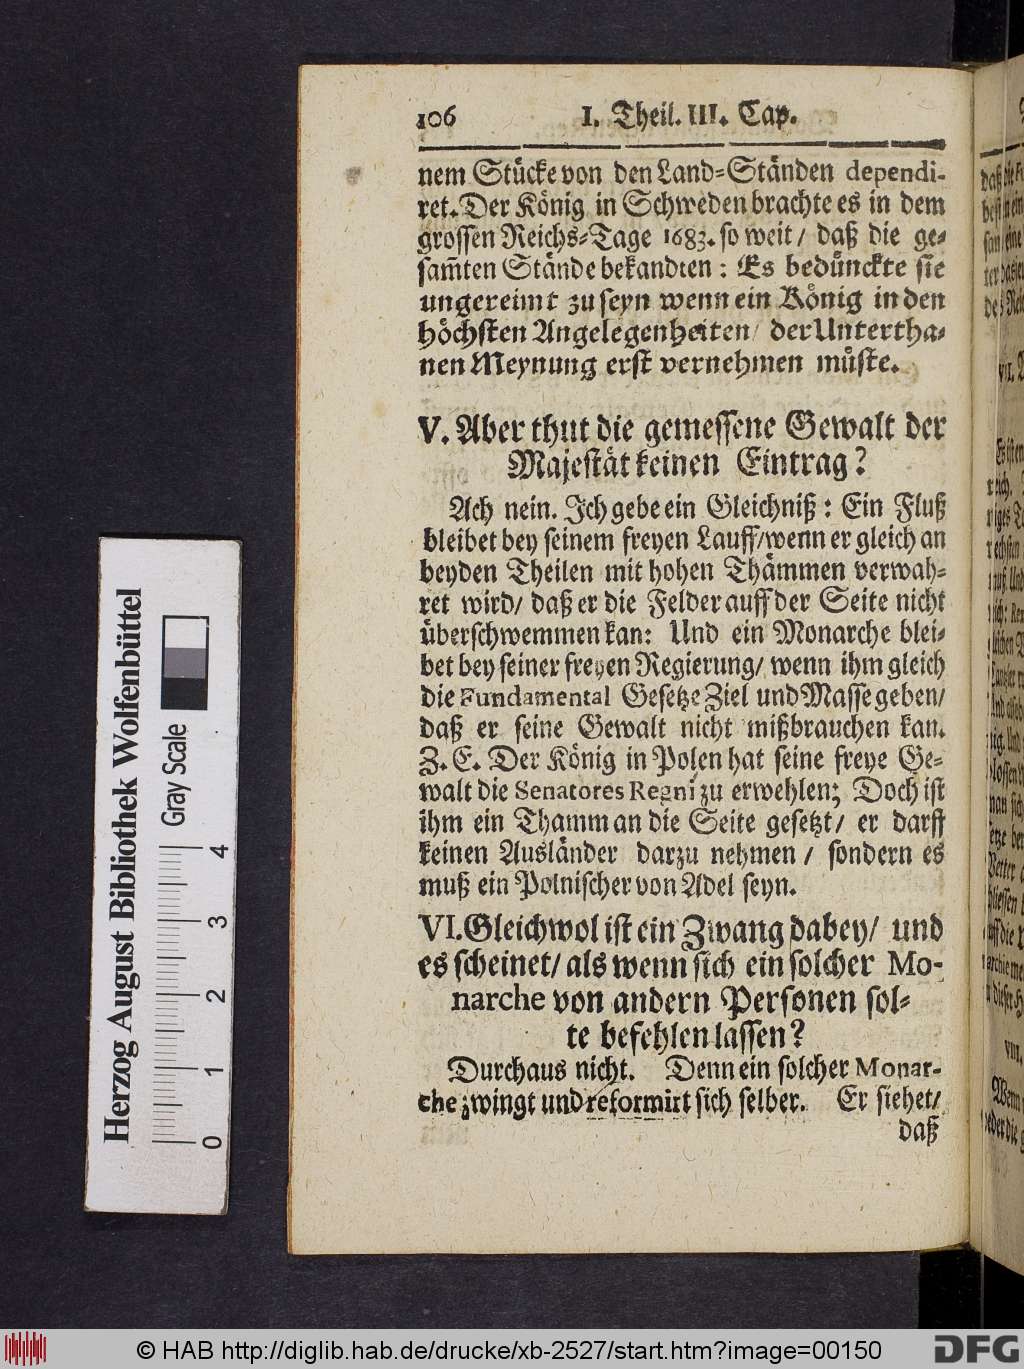 106 I. Theil. III. Cap.
nem Stücke von den Land-Ständen dependi-
ret. Der König in Schweden brachte es in dem
grossen Reichs-Tage 1683. so weit / daß die ge-
sam̃ten Stände bekandten : Es bedünckte sie
ungereimt zu seyn wenn ein König in den
höchsten Angelegenheiten / der Untertha-
nen Meynung erst vernehmen müste.
V. Aber thut die gemessene Gewalt der
Majestät keinen Eintrag?
Ach nein. Ich gebe ein Gleichniß : Ein Fluß
bleibet bey seinem freyen Lauff / wenn er gleich an
beyden Theilen mit hohen Thämmen verwah-
ret wird / daß er die Felder auff der Seite nicht
überschwemmen kan: Und ein Monarche blei-
bet bey seiner freyen Regierung / wenn ihm gleich
die Fundamental Gesetze Ziel und Masse geben /
daß er seine Gewalt nicht mißbrauchen kan.
Z. E. Der König in Polen hat seine freye Ge-
walt die Senatores Regni zu erwehlen; Doch ist
ihm ein Thamm an die Seite gesetzt / er darff
keinen Ausländer darzu nehmen / sondern es
muß ein Polnischer von Adel seyn.
VI. Gleichwol ist ein Zwang dabey / und
es scheinet / als wenn sich ein solcher Mo-
narche von andern Personen sol-
te befehlen lassen?
Durchaus nicht. Denn ein solcher Monar-
che zwingt und reformirt sich selber. Er siehet /
daß
Herzog August Bibliothek Wolfenbüttel
Gray Scale
0 1 2 3 4
© HAB http://diglib.hab.de/drucke/xb-2527/start.htm?image=00150
DFG